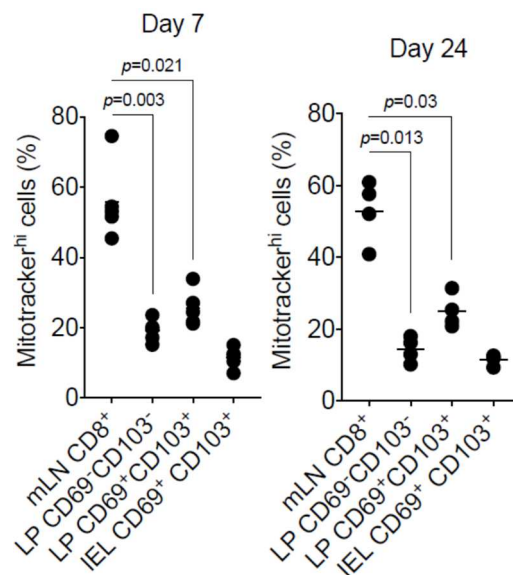 Day 7
p=0.021
p=0.003
Mitotracker^hi cells (%)
80
60
40
20
0
mLN CD8⁺
LP CD69⁻CD103⁻
LP CD69⁺CD103⁺
IEL CD69⁺ CD103⁺
Day 24
p=0.03
p=0.013
Mitotracker^hi cells (%)
80
60
40
20
0
mLN CD8⁺
LP CD69⁻CD103⁻
LP CD69⁺CD103⁺
IEL CD69⁺ CD103⁺